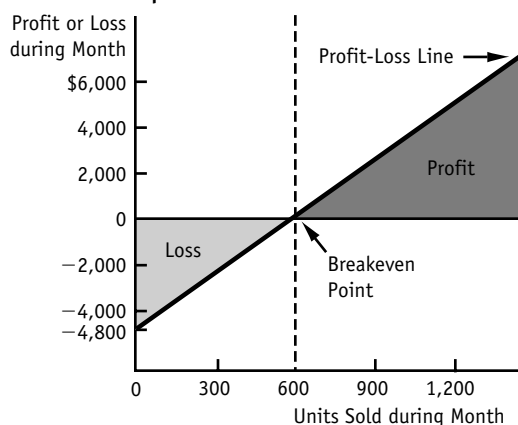 Profit or Loss
during Month
Profit-Loss Line
$6,000
4,000
2,000
Profit
0
Loss
−2,000
Breakeven
Point
−4,000
−4,800
0 300 600 900 1,200
Units Sold during Month